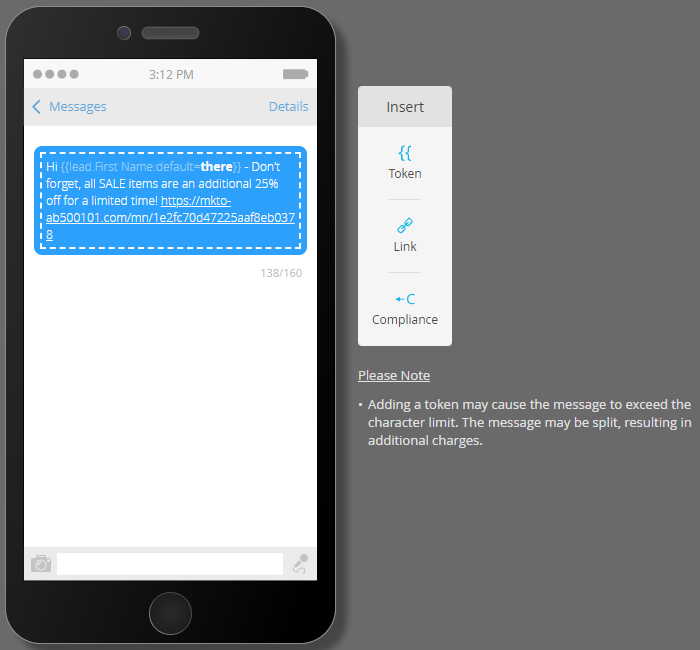 3:12 PM
Messages
Details
Hi {{lead.First Name:default=there}} - Don't
forget, all SALE items are an additional 25%
off for a limited time! https://mkto-
ab500101.com/mn/1e2fc70d47225aaf8eb037
8
138/160
Insert
{{
Token
Link
C
Compliance
Please Note
• Adding a token may cause the message to exceed the
character limit. The message may be split, resulting in
additional charges.